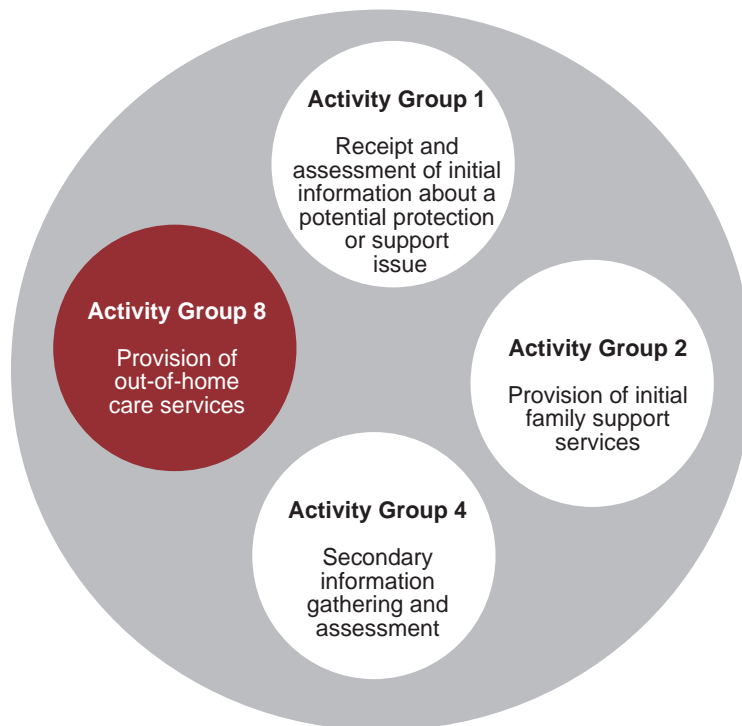 Activity Group 1
Receipt and
assessment of initial
information about a
potential protection
or support
issue
Activity Group 8
Provision of
out-of-home
care services
Activity Group 2
Provision of initial
family support
services
Activity Group 4
Secondary
information
gathering and
assessment